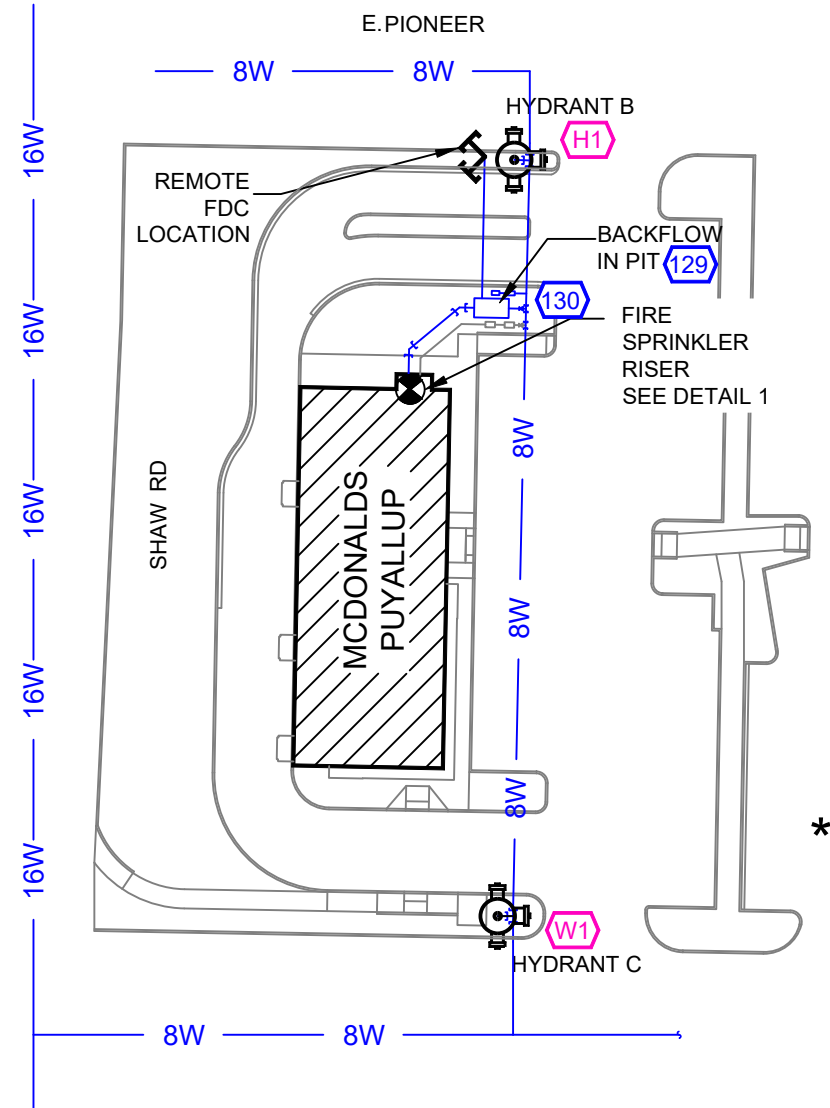 E. PIONEER
8W
8W
HYDRANT B
H1
16W
REMOTE
FDC
LOCATION
BACKFLOW
IN PIT
129
130
16W
FIRE
SPRINKLER
RISER
SEE DETAIL 1
8W
16W
SHAW RD
MCDONALDS
PUYALLUP
8W
16W
8W
*
16W
W1
HYDRANT C
8W
8W